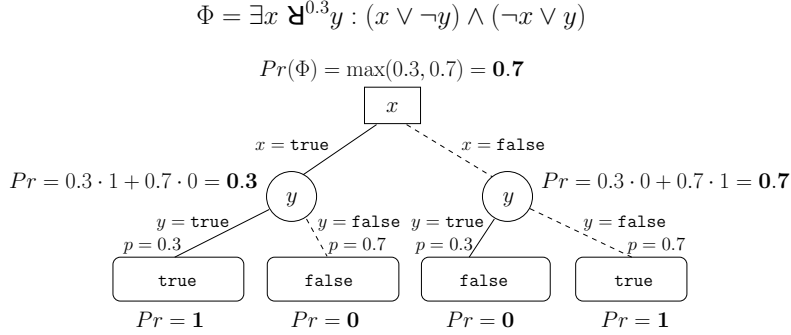 Φ = ∃x ꓤ^0.3 y : (x ∨ ¬y) ∧ (¬x ∨ y)
Pr(Φ) = max(0.3, 0.7) = 0.7
x
x = true
x = false
Pr = 0.3 · 1 + 0.7 · 0 = 0.3
y
y
Pr = 0.3 · 0 + 0.7 · 1 = 0.7
y = true
y = false
y = true
y = false
p = 0.3
p = 0.7
p = 0.3
p = 0.7
true
false
false
true
Pr = 1
Pr = 0
Pr = 0
Pr = 1